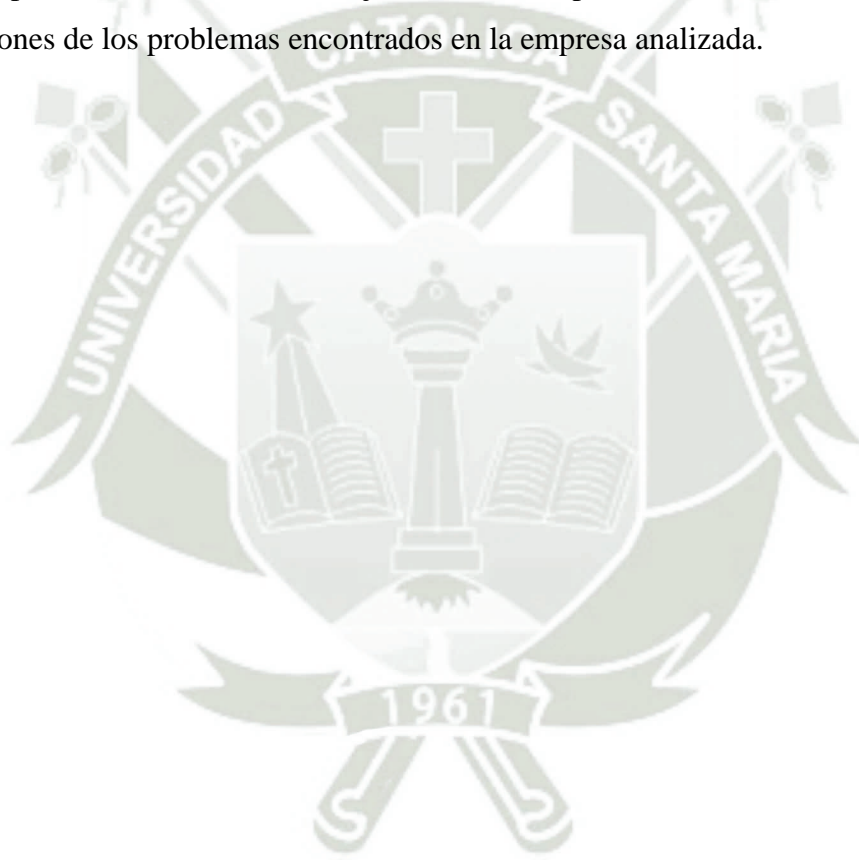 ones de los problemas encontrados en la empresa analizada.
UNIVERSIDAD
CATOLICA
SANTA MARIA
1961